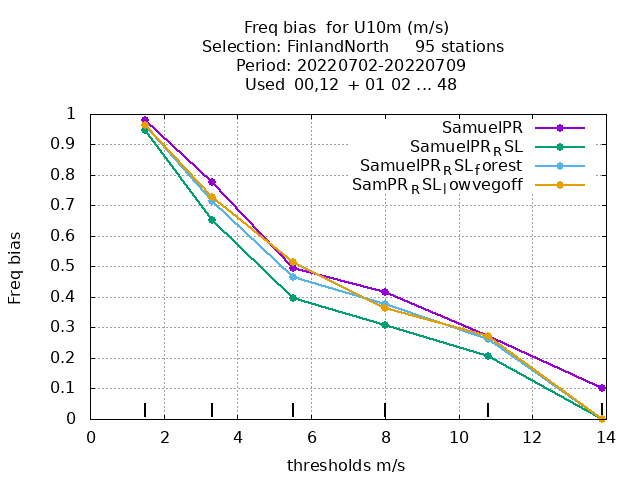 Freq bias  for U10m (m/s)
Selection: FinlandNorth     95 stations
Period: 20220702-20220709
Used  00,12  + 01 02 ... 48
SamuelPR
SamuelPR_RSL
SamuelPR_RSL_forest
SamPR_RSL_lowvegoff
1
0.9
0.8
0.7
0.6
0.5
0.4
0.3
0.2
0.1
0
Freq bias
0 2 4 6 8 10 12 14
thresholds m/s